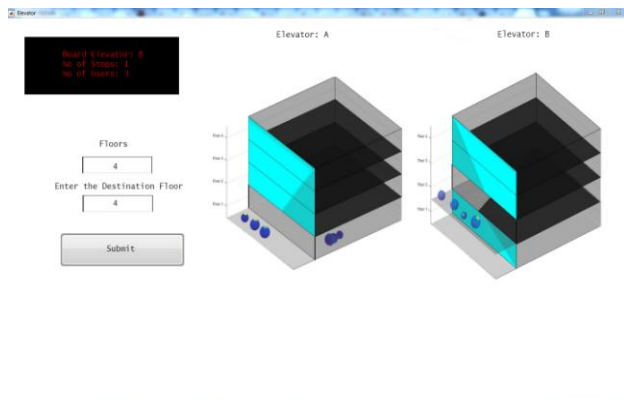 Elevator
Board Elevator: B
No of Stops: 1
No of Users: 3
Floors
4
Enter the Destination Floor
4
Submit
Elevator: A
Elevator: B